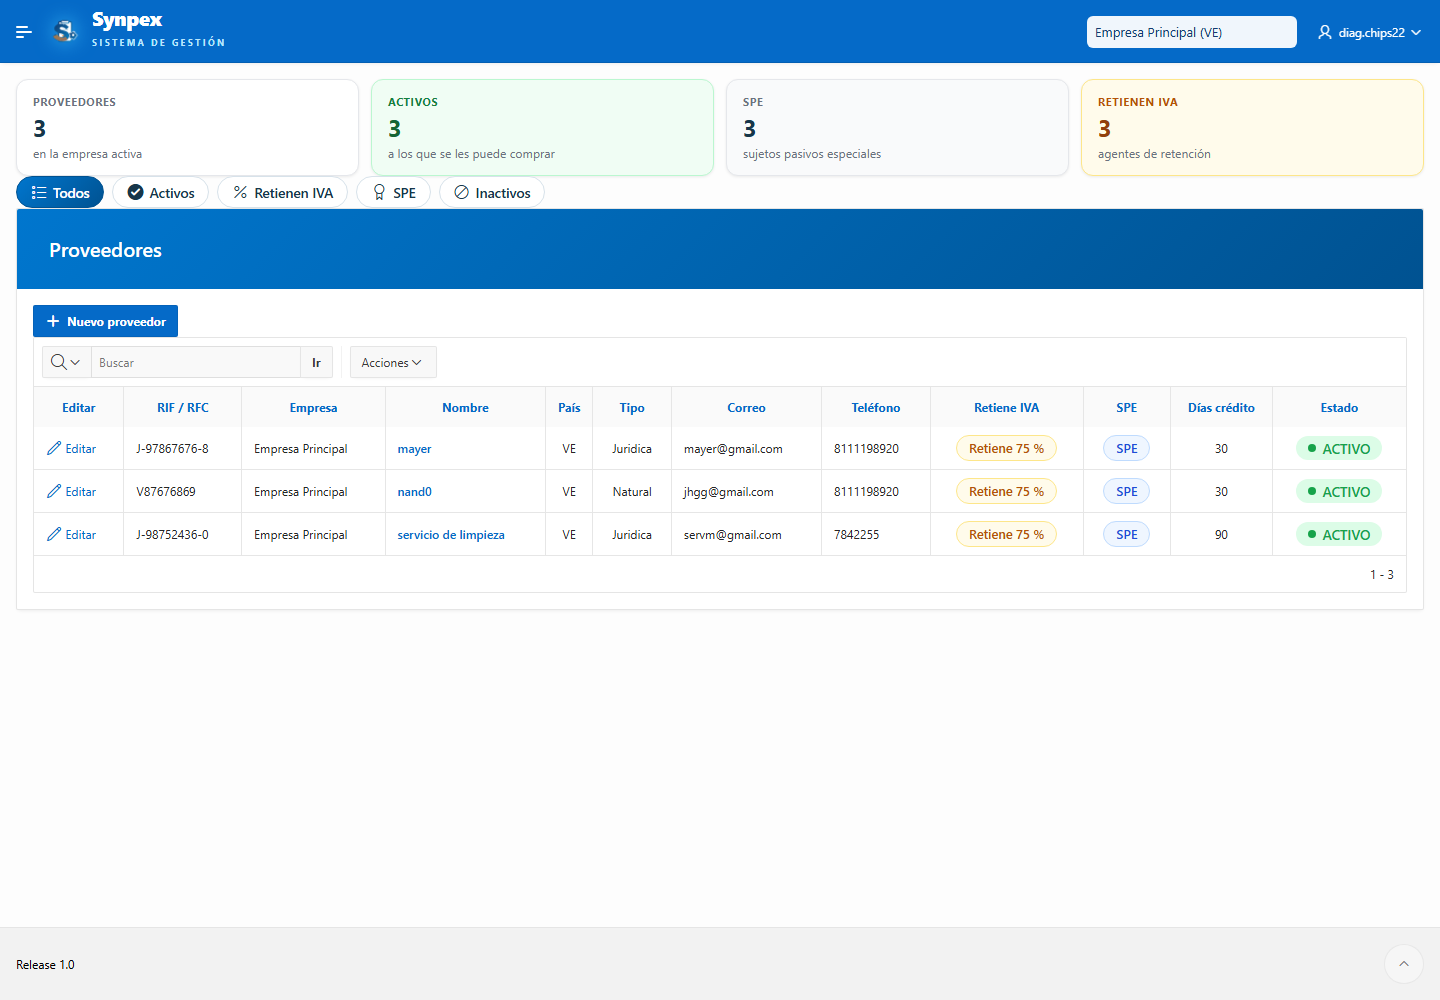 Synpex
SISTEMA DE GESTIÓN
Empresa Principal (VE)
diag.chips22
PROVEEDORES
3
en la empresa activa
ACTIVOS
3
a los que se les puede comprar
SPE
3
sujetos pasivos especiales
RETIENEN IVA
3
agentes de retención
Todos
Activos
Retienen IVA
SPE
Inactivos
Proveedores
Nuevo proveedor
Buscar
Ir
Acciones
Editar RIF / RFC Empresa Nombre País Tipo Correo Teléfono Retiene IVA SPE Días crédito Estado
Editar J-97867676-8 Empresa Principal mayer VE Juridica mayer@gmail.com 8111198920 Retiene 75 % SPE 30 ACTIVO
Editar V87676869 Empresa Principal nand0 VE Natural jhgg@gmail.com 8111198920 Retiene 75 % SPE 30 ACTIVO
Editar J-98752436-0 Empresa Principal servicio de limpieza VE Juridica servm@gmail.com 7842255 Retiene 75 % SPE 90 ACTIVO
1 - 3
Release 1.0